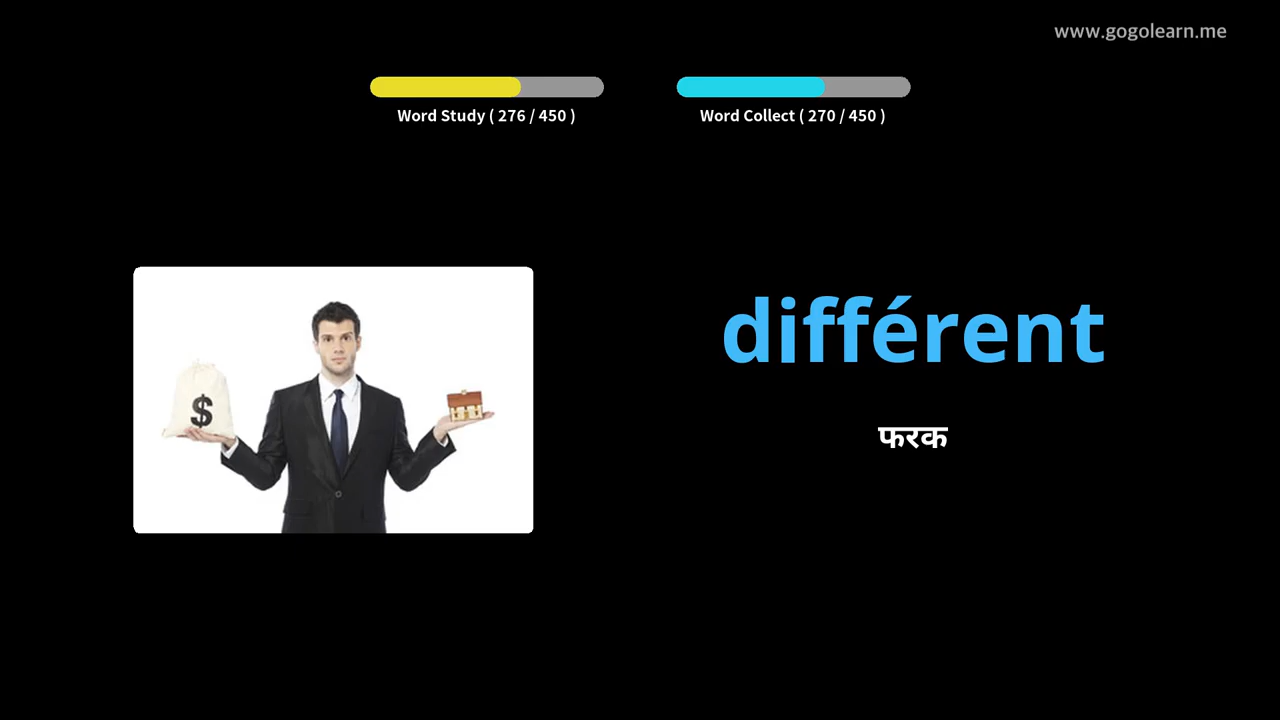 www.gogolearn.me
Word Study ( 276 / 450 )
Word Collect ( 270 / 450 )
$
différent
फरक